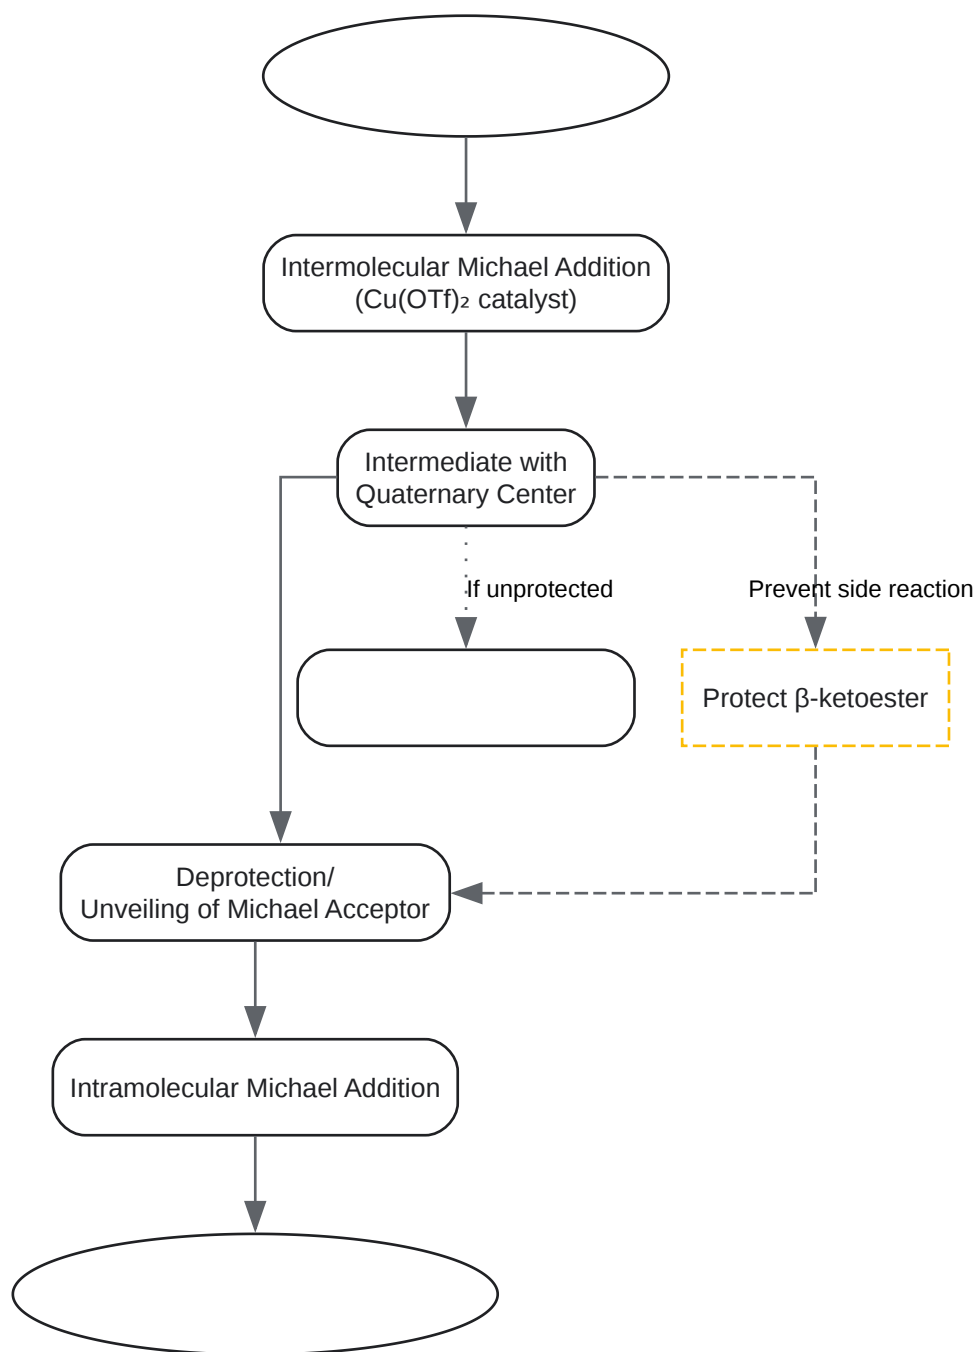 Intermolecular Michael Addition
(Cu(OTf)₂ catalyst)
Intermediate with
Quaternary Center
If unprotected
Prevent side reaction
Protect β-ketoester
Deprotection/
Unveiling of Michael Acceptor
Intramolecular Michael Addition